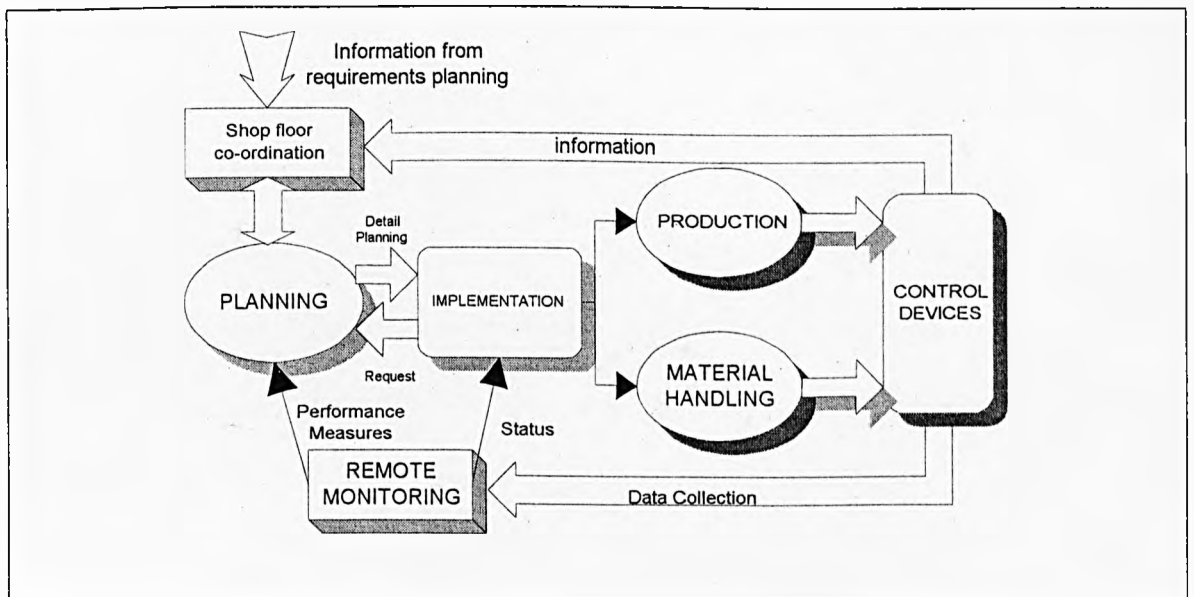 Information from
requirements planning
Shop floor
co-ordination
information
PRODUCTION
Detail
Planning
PLANNING
IMPLEMENTATION
CONTROL
DEVICES
Request
MATERIAL
HANDLING
Performance
Measures
Status
REMOTE
MONITORING
Data Collection